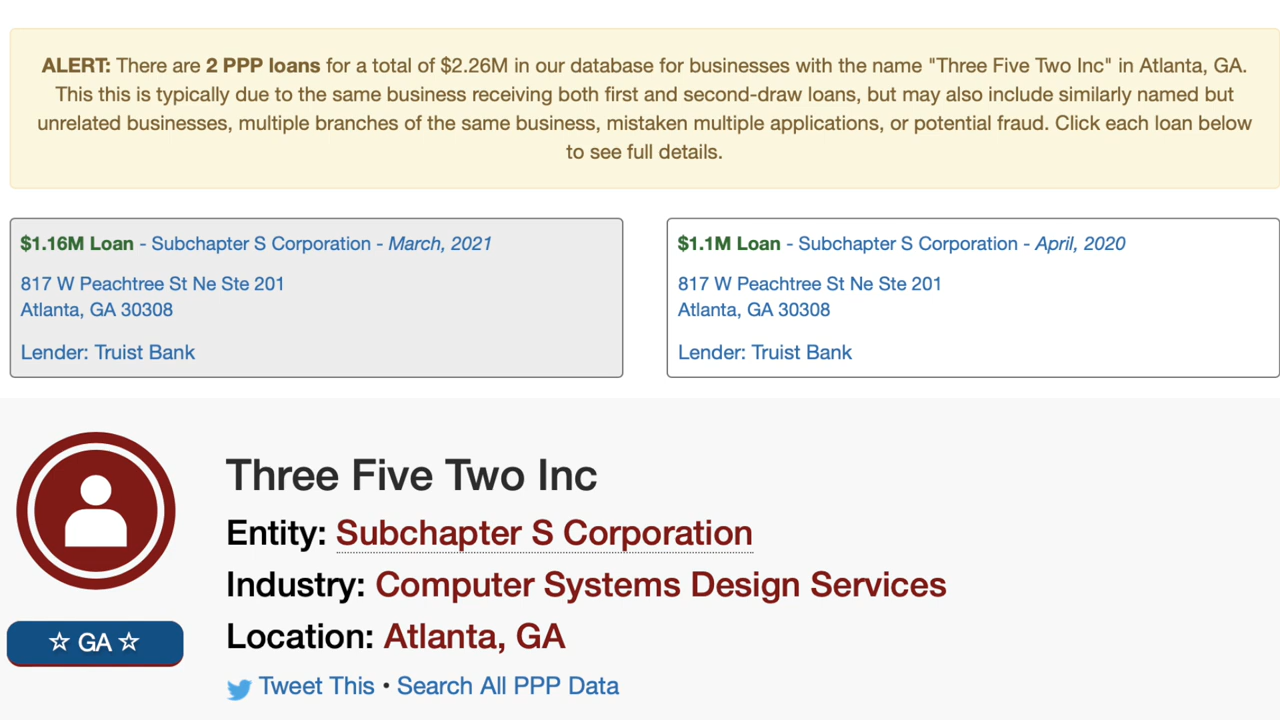 ALERT: There are 2 PPP loans for a total of $2.26M in our database for businesses with the name "Three Five Two Inc" in Atlanta, GA.
This this is typically due to the same business receiving both first and second-draw loans, but may also include similarly named but
unrelated businesses, multiple branches of the same business, mistaken multiple applications, or potential fraud. Click each loan below
to see full details.
$1.16M Loan - Subchapter S Corporation - March, 2021
817 W Peachtree St Ne Ste 201
Atlanta, GA 30308
Lender: Truist Bank
$1.1M Loan - Subchapter S Corporation - April, 2020
817 W Peachtree St Ne Ste 201
Atlanta, GA 30308
Lender: Truist Bank
Three Five Two Inc
Entity: Subchapter S Corporation
Industry: Computer Systems Design Services
Location: Atlanta, GA
☆ GA ☆
Tweet This • Search All PPP Data